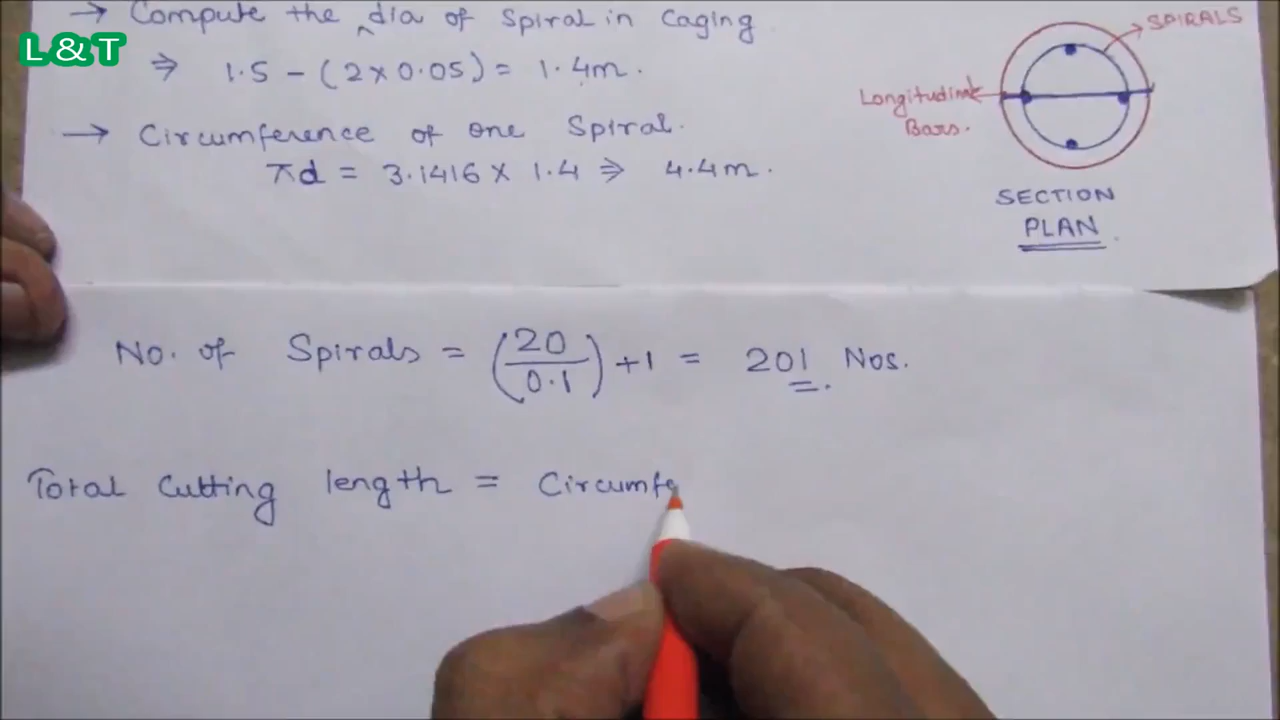 → Compute the dia of Spiral in Caging
L&T
⇒ 1.5 - (2×0.05) = 1.4m.
→ Circumference of one Spiral.
πd = 3.1416 × 1.4 ⇒ 4.4m.
SPIRALS
Longitudinal
Bars.
SECTION
PLAN
No. of Spirals = (20/0.1) + 1 = 201 Nos.
Total Cutting length = Circumfe